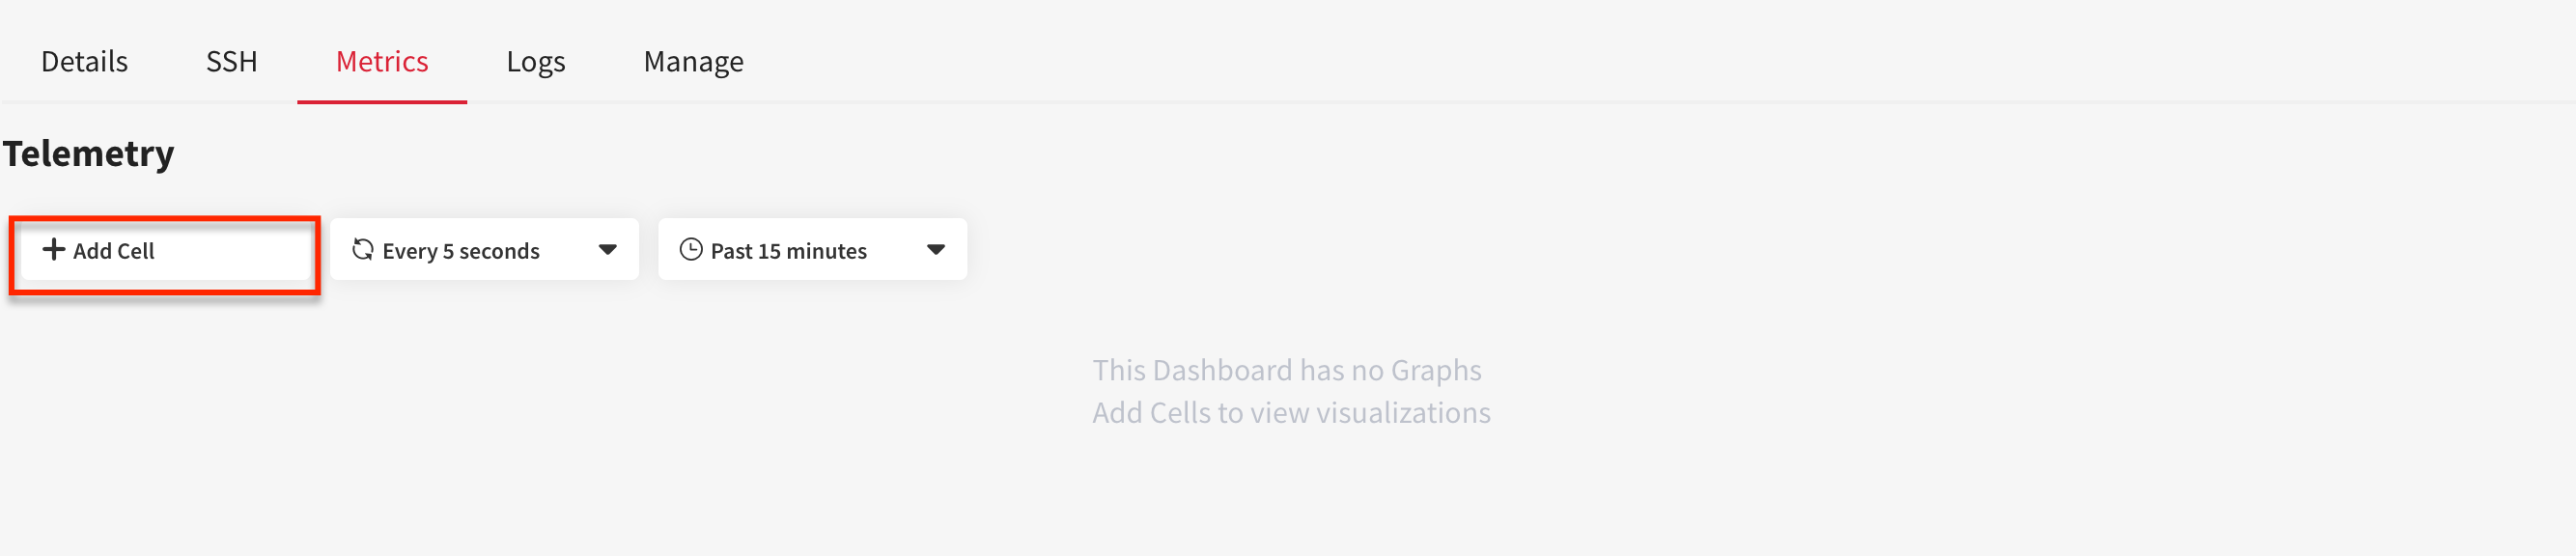 Details SSH Metrics Logs Manage
Telemetry
Add Cell Every 5 seconds Past 15 minutes
This Dashboard has no Graphs
Add Cells to view visualizations